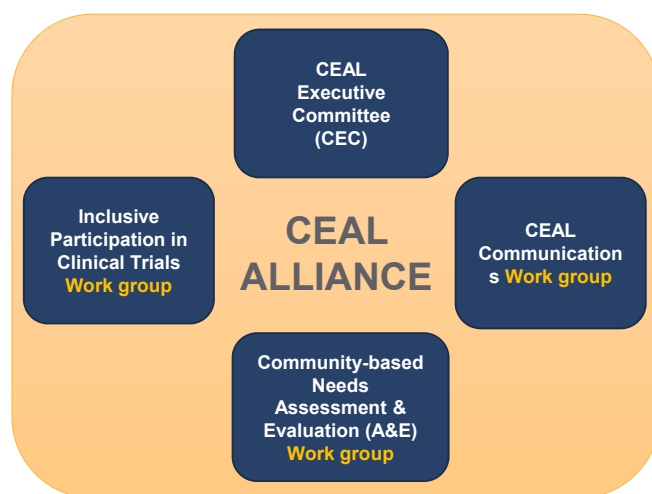 CEAL
Executive
Committee
(CEC)
Inclusive
Participation in
Clinical Trials
Work group
CEAL
ALLIANCE
CEAL
Communication
s Work group
Community-based
Needs
Assessment &
Evaluation (A&E)
Work group